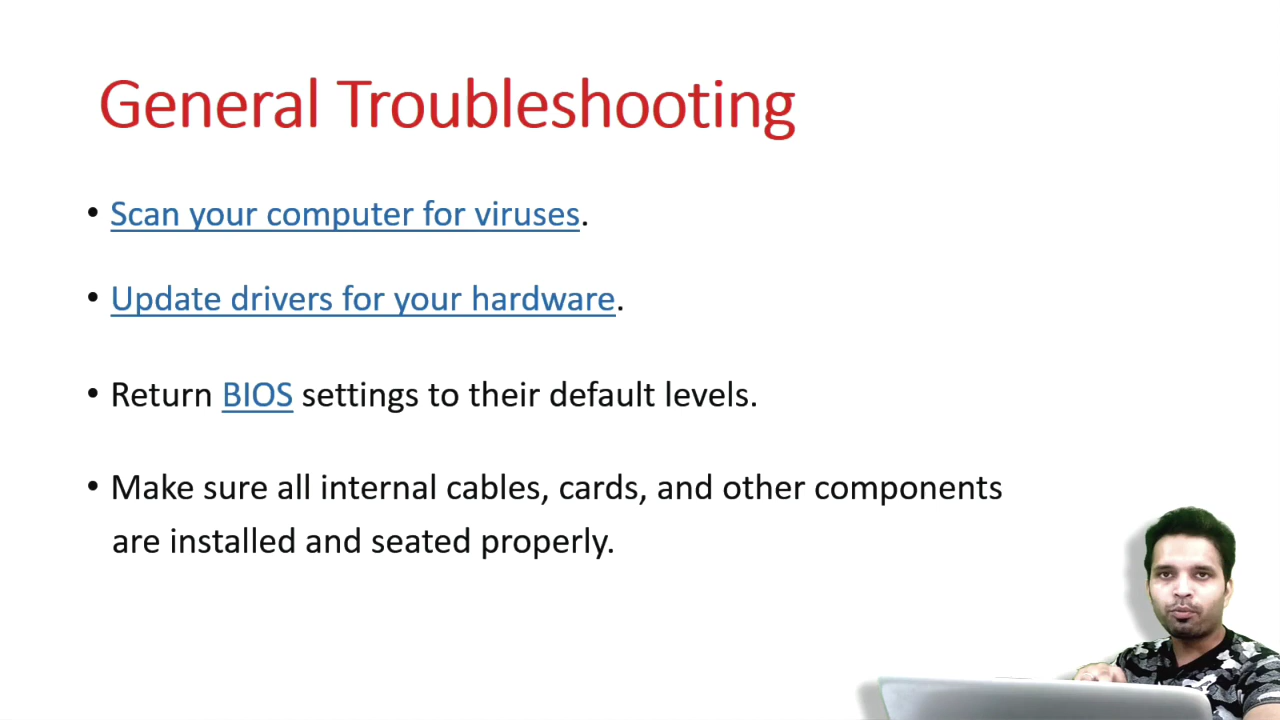 General Troubleshooting
• Scan your computer for viruses.
• Update drivers for your hardware.
• Return BIOS settings to their default levels.
• Make sure all internal cables, cards, and other components
are installed and seated properly.